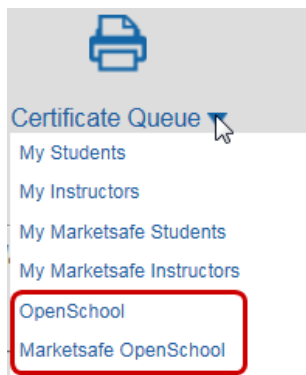 Certificate Queue
My Students
My Instructors
My Marketsafe Students
My Marketsafe Instructors
OpenSchool
Marketsafe OpenSchool